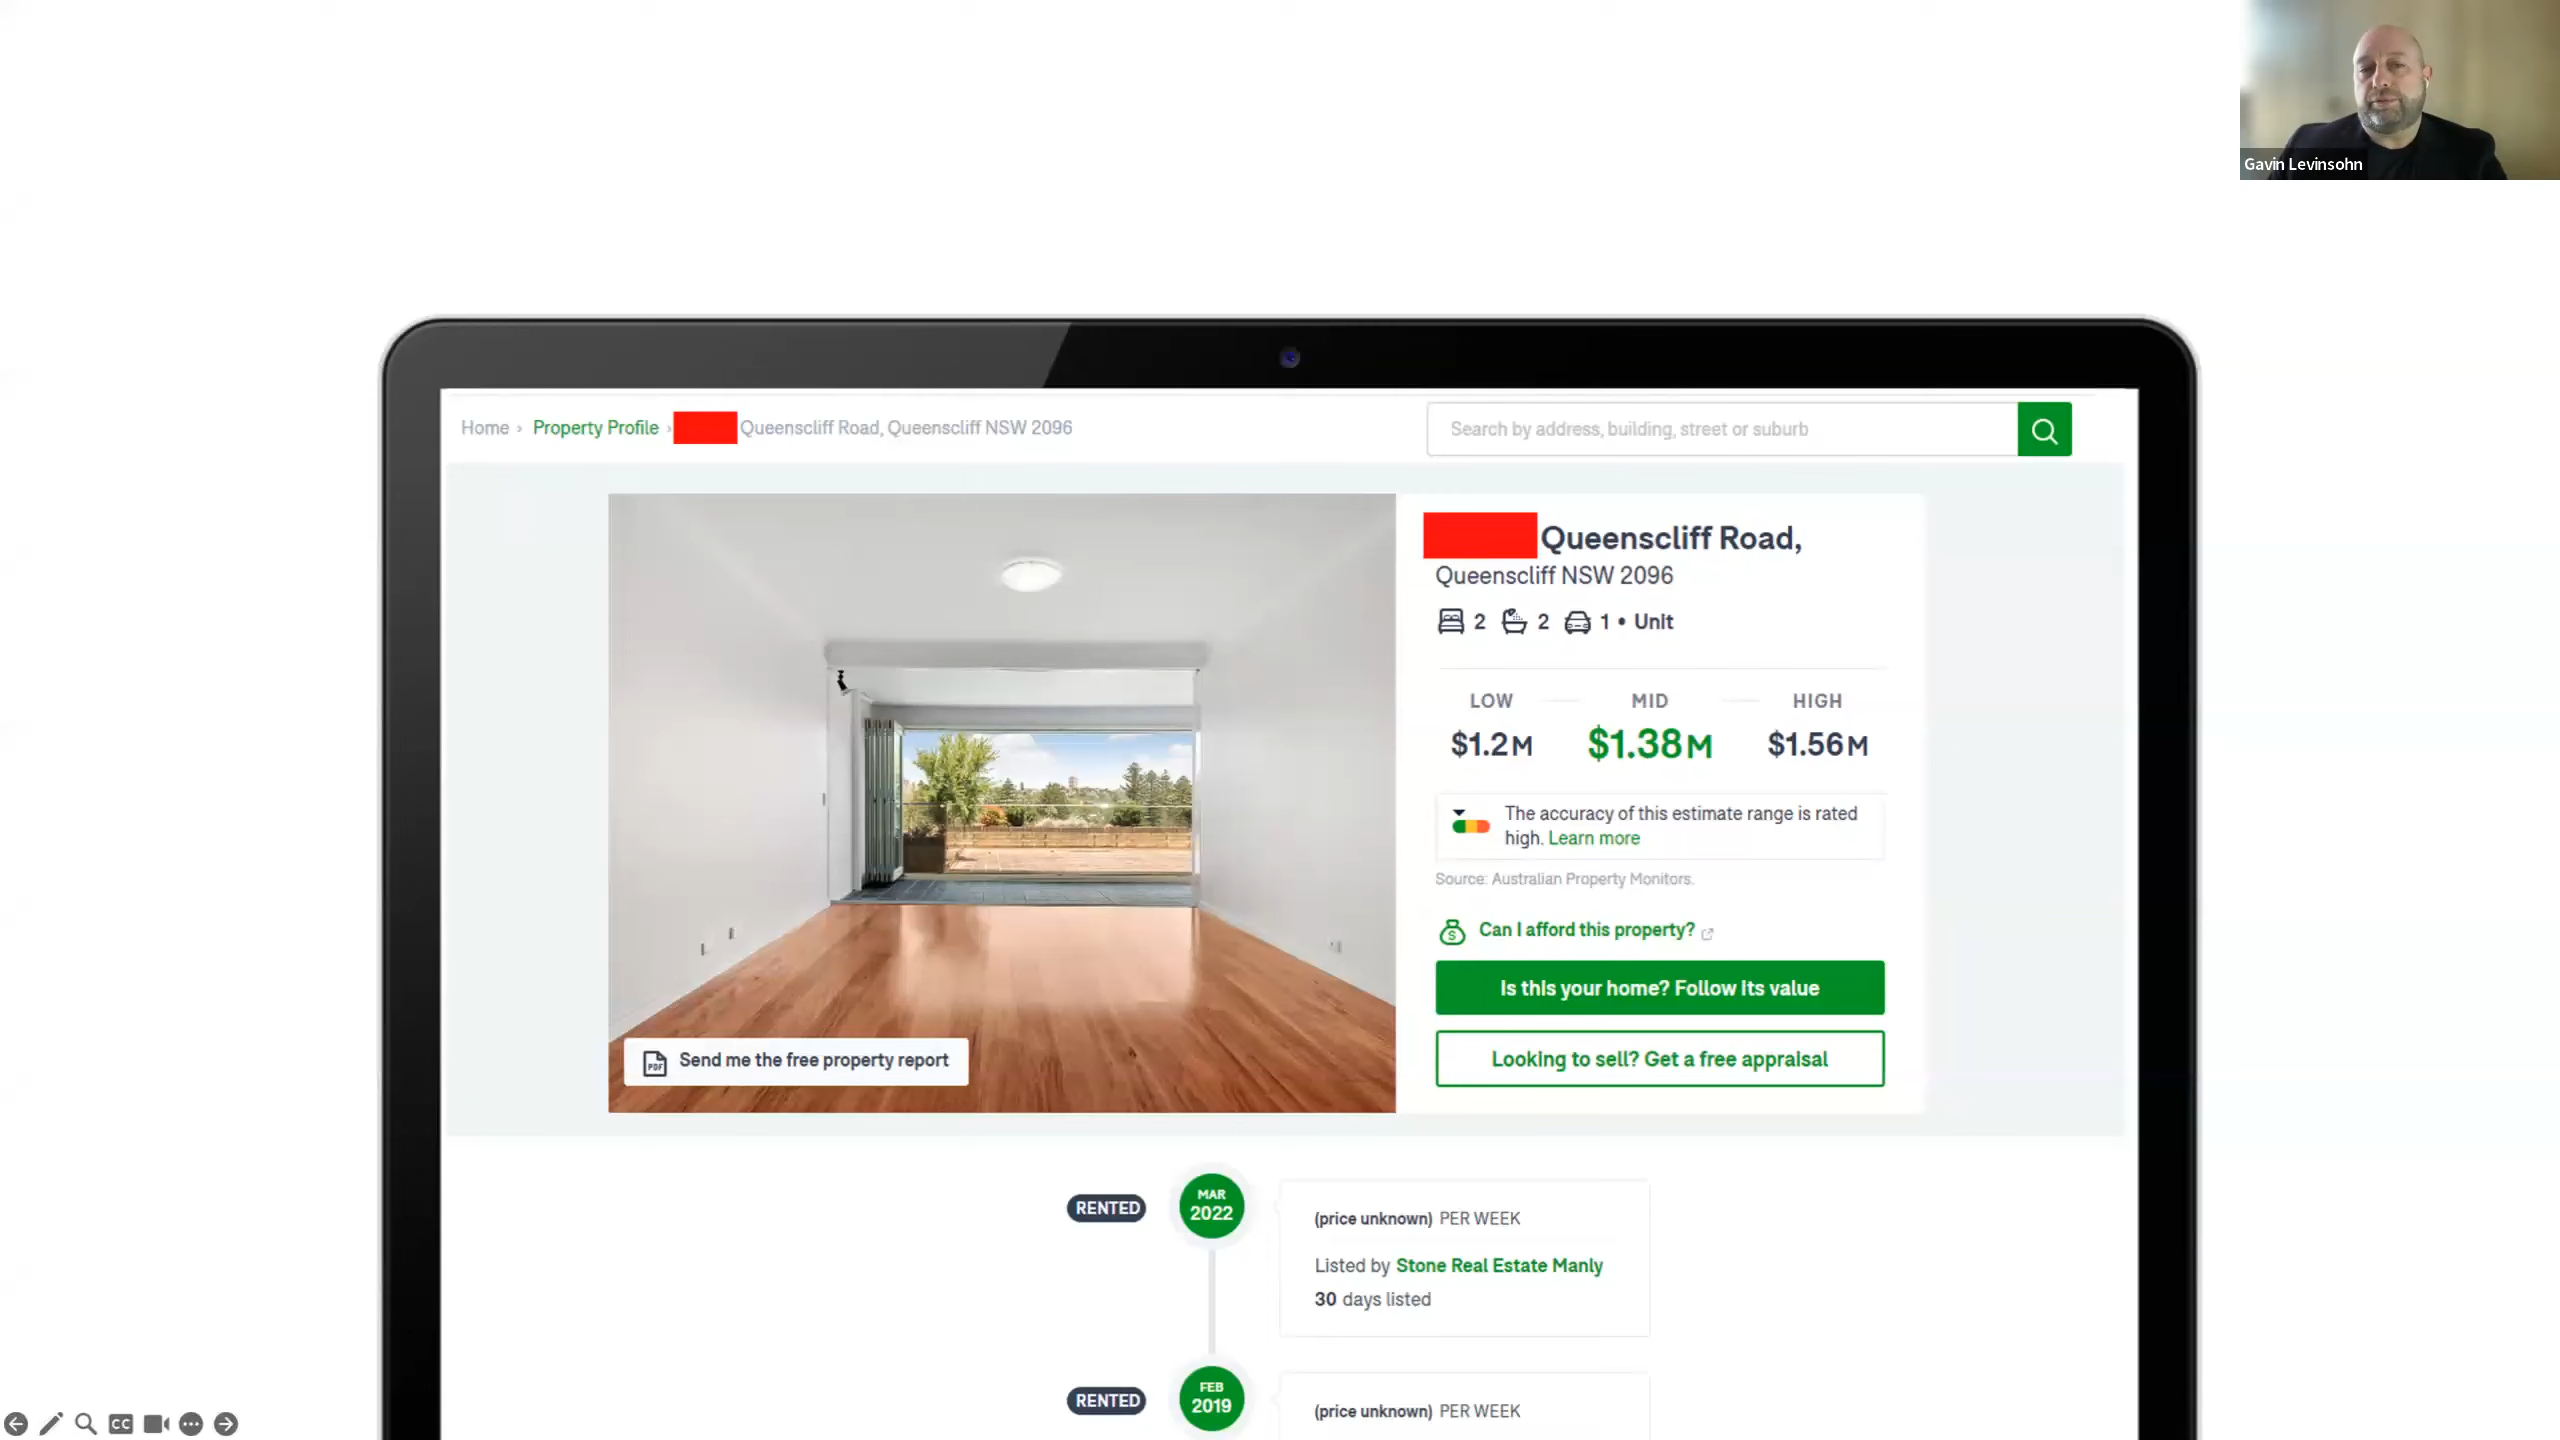 Gavin Levinsohn
Home › Property Profile › Queenscliff Road, Queenscliff NSW 2096
Search by address, building, street or suburb
Queenscliff Road,
Queenscliff NSW 2096
2 2 1 • Unit
LOW MID HIGH
$1.2M $1.38M $1.56M
The accuracy of this estimate range is rated
high. Learn more
Source: Australian Property Monitors.
Can I afford this property?
Is this your home? Follow its value
Looking to sell? Get a free appraisal
PDF Send me the free property report
RENTED
MAR
2022
(price unknown) PER WEEK
Listed by Stone Real Estate Manly
30 days listed
RENTED
FEB
2019
(price unknown) PER WEEK
CC